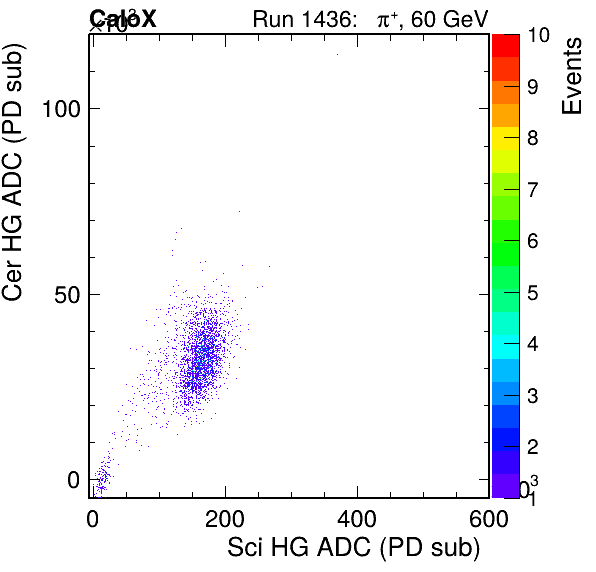 CaloX Run 1436: π+, 60 GeV
×10³
Cer HG ADC (PD sub)
100
50
0
0 200 400 600
Sci HG ADC (PD sub)
10
9
8
7
6
5
4
3
2
1
Events